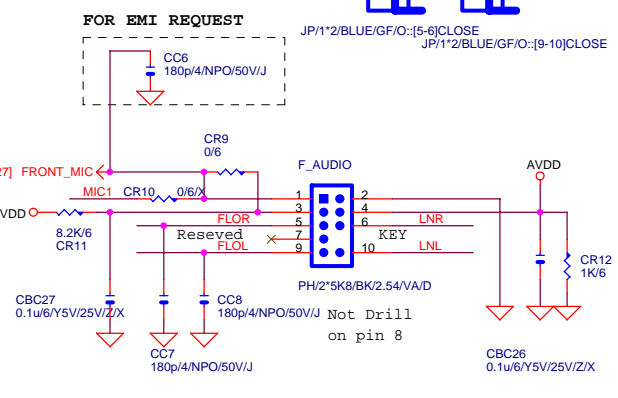 FOR EMI REQUEST
JP/1*2/BLUE/GF/O::[5-6]CLOSE
JP/1*2/BLUE/GF/O::[9-10]CLOSE
CC6
180p/4/NPO/50V/J
CR9
0/6
27] FRONT_MIC
F_AUDIO
AVDD
MIC1 CR10 0/6/X
1 2
VDD 3 4
FLOR 5 6 LNR
8.2K/6
CR11
Reseved 7 KEY
FLOL 9 10 LNL
CR12
1K/6
PH/2*5K8/BK/2.54/VA/D
CBC27
0.1u/6/Y5V/25V/Z/X
CC8
180p/4/NPO/50V/J
Not Drill
on pin 8
CC7
180p/4/NPO/50V/J
CBC26
0.1u/6/Y5V/25V/Z/X